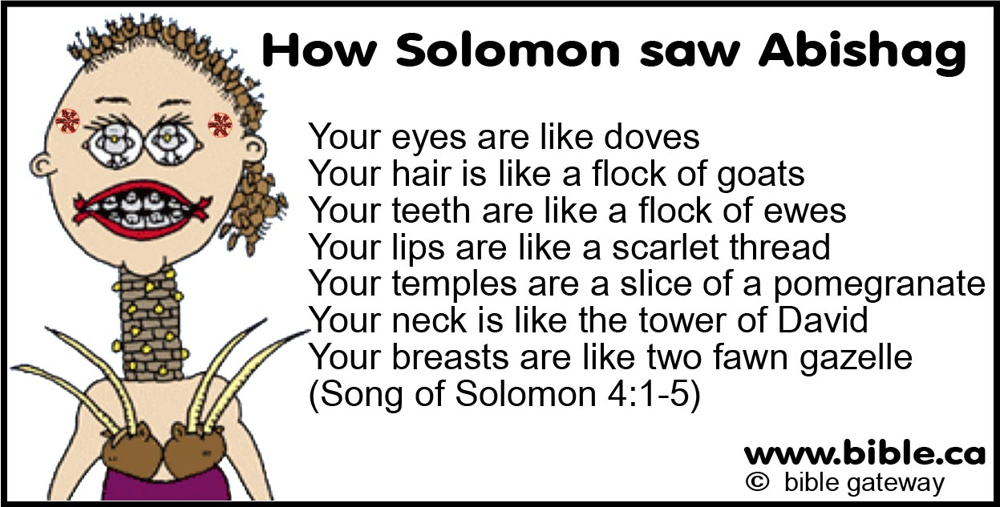 How Solomon saw Abishag
Your eyes are like doves
Your hair is like a flock of goats
Your teeth are like a flock of ewes
Your lips are like a scarlet thread
Your temples are a slice of a pomegranate
Your neck is like the tower of David
Your breasts are like two fawn gazelle
(Song of Solomon 4:1-5)
www.bible.ca
© bible gateway